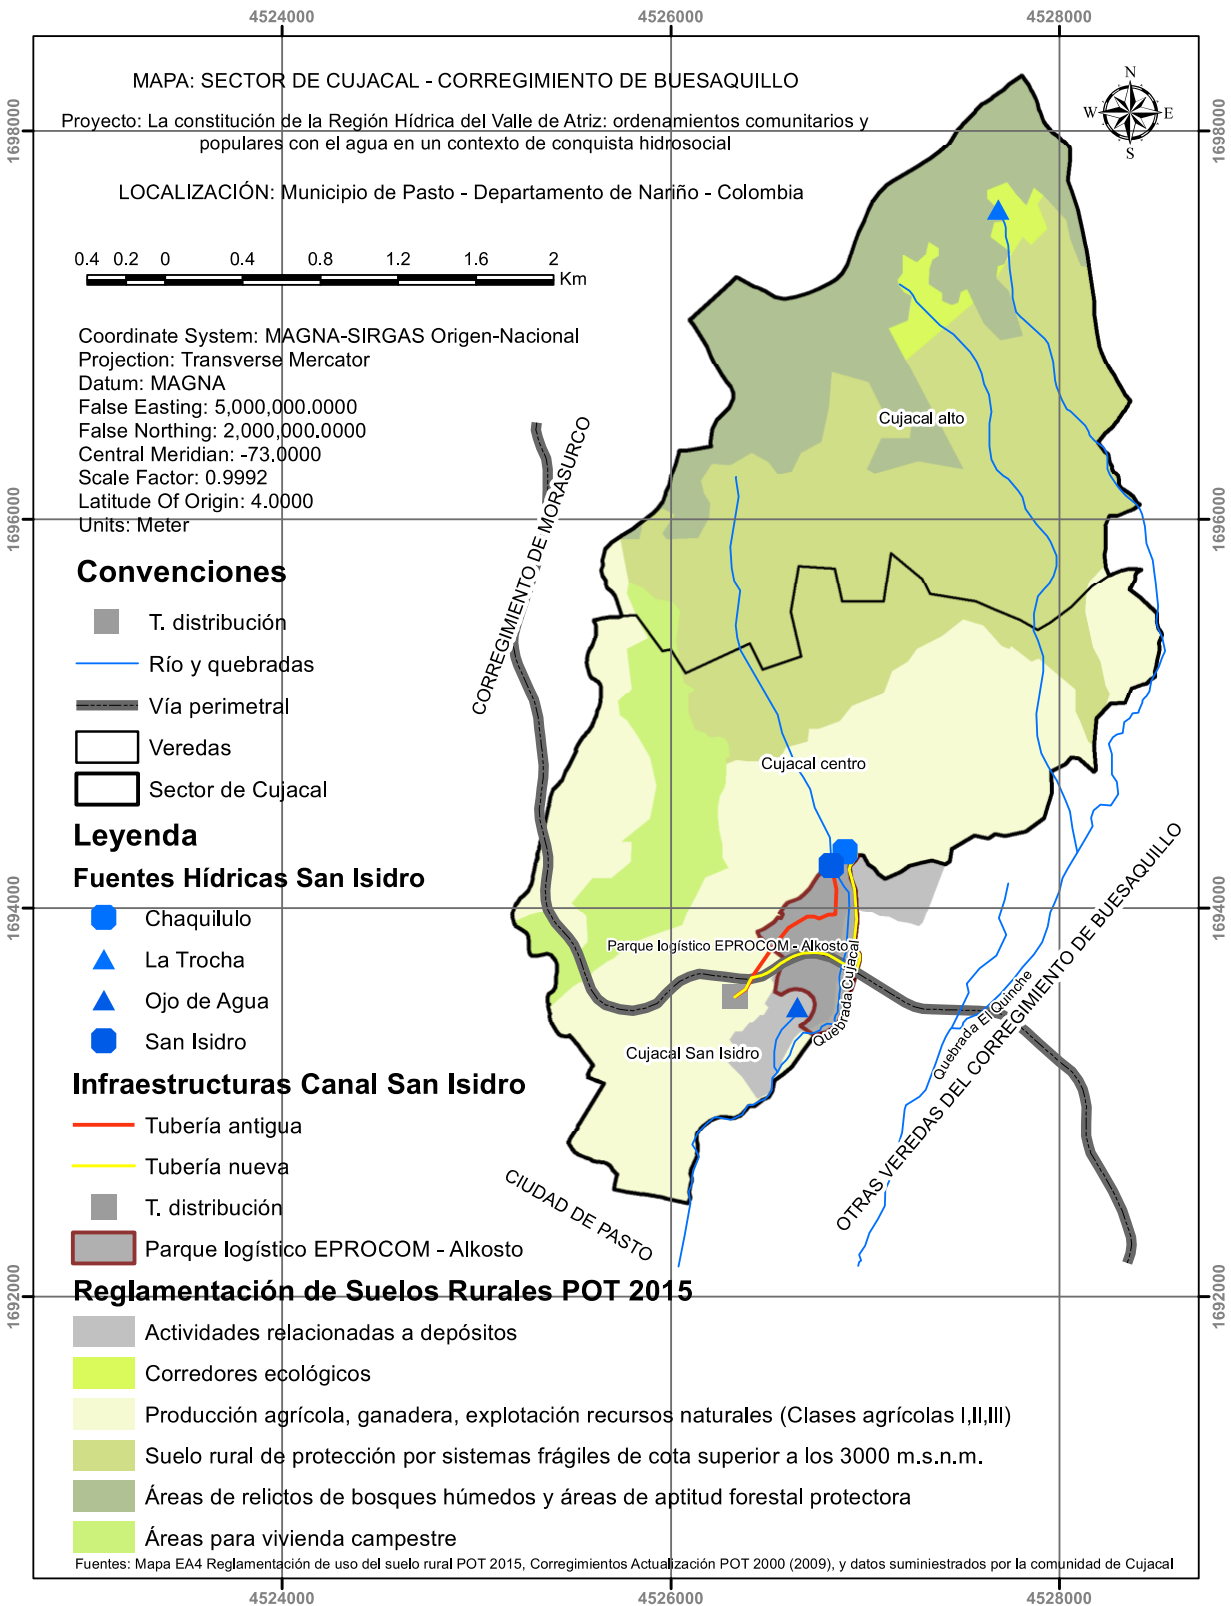 4524000
4526000
4528000
MAPA: SECTOR DE CUJACAL - CORREGIMIENTO DE BUESAQUILLO
N
W
E
S
1698000
1698000
Proyecto: La constitución de la Región Hídrica del Valle de Atriz: ordenamientos comunitarios y
populares con el agua en un contexto de conquista hidrosocial
LOCALIZACIÓN: Municipio de Pasto - Departamento de Nariño - Colombia
0.4 0.2 0 0.4 0.8 1.2 1.6 2
Km
Coordinate System: MAGNA-SIRGAS Origen-Nacional
Projection: Transverse Mercator
Datum: MAGNA
False Easting: 5,000,000.0000
False Northing: 2,000,000.0000
Central Meridian: -73.0000
Scale Factor: 0.9992
Latitude Of Origin: 4.0000
Units: Meter
1696000
1696000
Cujacal alto
CORREGIMIENTO DE MORASURCO
Convenciones
T. distribución
Río y quebradas
Vía perimetral
Veredas
Sector de Cujacal
Cujacal centro
Leyenda
Fuentes Hídricas San Isidro
Chaquilulo
La Trocha
Ojo de Agua
San Isidro
1694000
1694000
Parque logístico EPROCOM - Alkosto
Quebrada Cujacal
Cujacal San Isidro
Quebrada El Quinche
OTRAS VEREDAS DEL CORREGIMIENTO DE BUESAQUILLO
CIUDAD DE PASTO
Infraestructuras Canal San Isidro
Tubería antigua
Tubería nueva
T. distribución
Parque logístico EPROCOM - Alkosto
1692000
1692000
Reglamentación de Suelos Rurales POT 2015
Actividades relacionadas a depósitos
Corredores ecológicos
Producción agrícola, ganadera, explotación recursos naturales (Clases agrícolas I,II,III)
Suelo rural de protección por sistemas frágiles de cota superior a los 3000 m.s.n.m.
Áreas de relictos de bosques húmedos y áreas de aptitud forestal protectora
Áreas para vivienda campestre
Fuentes: Mapa EA4 Reglamentación de uso del suelo rural POT 2015, Corregimientos Actualización POT 2000 (2009), y datos suministrados por la comunidad de Cujacal
4524000
4526000
4528000